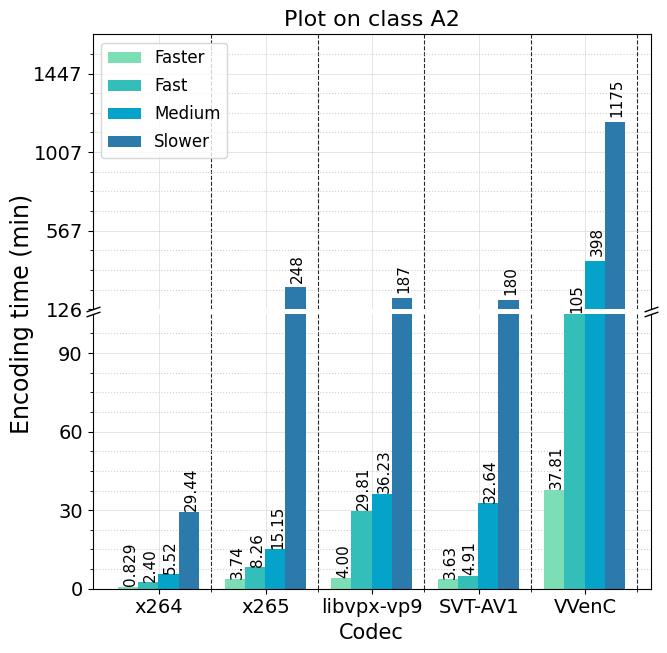 Plot on class A2
Faster
Fast
Medium
Slower
Encoding time (min)
1447
1007
567
126
90
60
30
0
0.829
2.40
5.52
29.44
3.74
8.26
15.15
248
4.00
29.81
36.23
187
3.63
4.91
32.64
180
37.81
105
398
1175
x264
x265
libvpx-vp9
SVT-AV1
VVenC
Codec